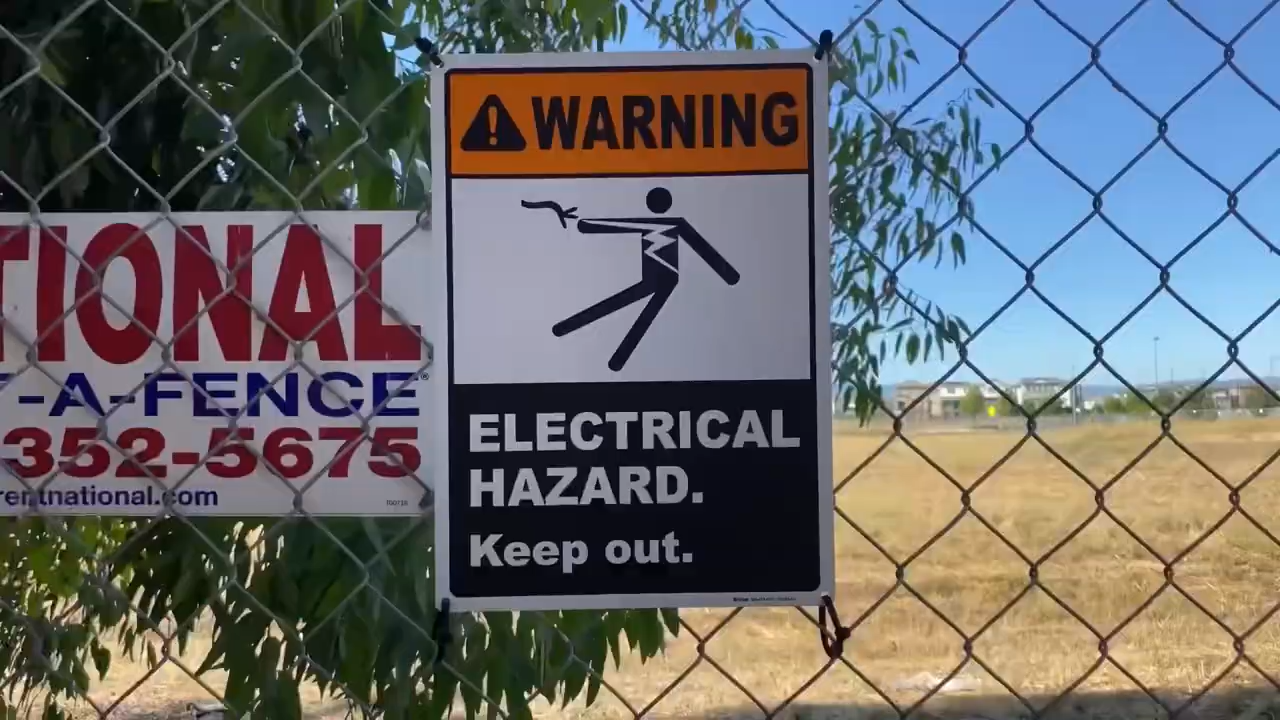 WARNING
ELECTRICAL
HAZARD.
Keep out.
TIONAL
-A-FENCE®
352-5675
rentnational.com